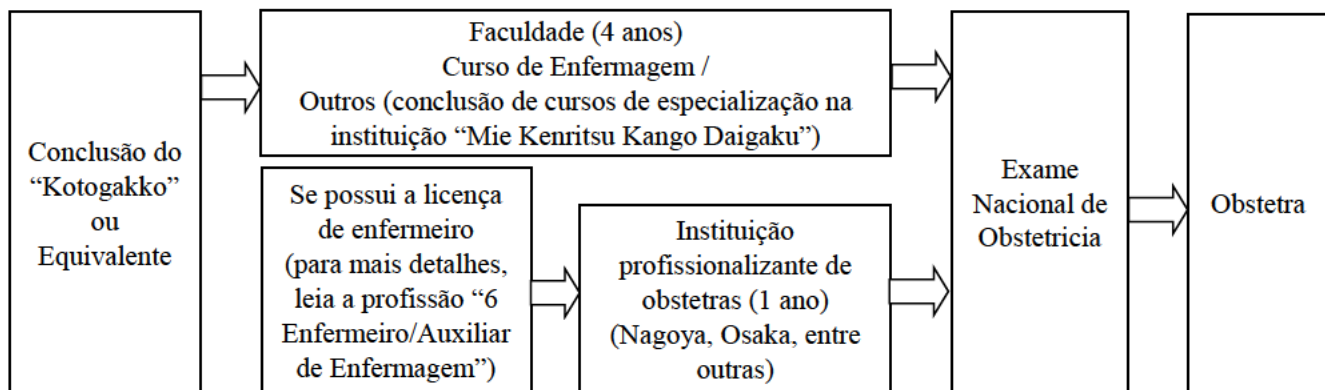 Conclusão do
“Kotogakko”
ou
Equivalente
Faculdade (4 anos)
Curso de Enfermagem /
Outros (conclusão de cursos de especialização na
instituição “Mie Kenritsu Kango Daigaku”)
Se possui a licença
de enfermeiro
(para mais detalhes,
leia a profissão “6
Enfermeiro/Auxiliar
de Enfermagem”)
Instituição
profissionalizante de
obstetras (1 ano)
(Nagoya, Osaka, entre
outras)
Exame
Nacional de
Obstetricia
Obstetra